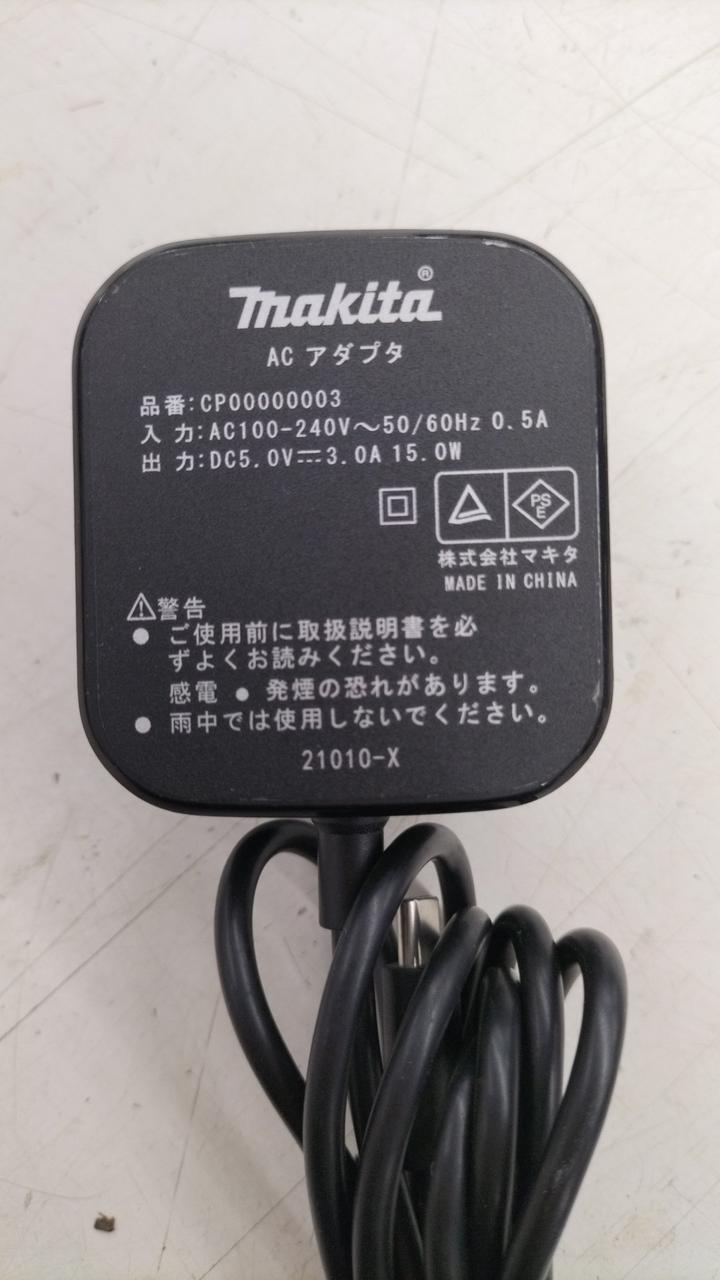 makita®
AC アダプタ
品番:CP00000003
入 力:AC100-240V～50/60Hz 0.5A
出 力:DC5.0V⎓3.0A 15.0W
PS
E
株式会社マキタ
MADE IN CHINA
⚠警告
● ご使用前に取扱説明書を必
ずよくお読みください。
感電 ● 発煙の恐れがあります。
● 雨中では使用しないでください。
21010-X